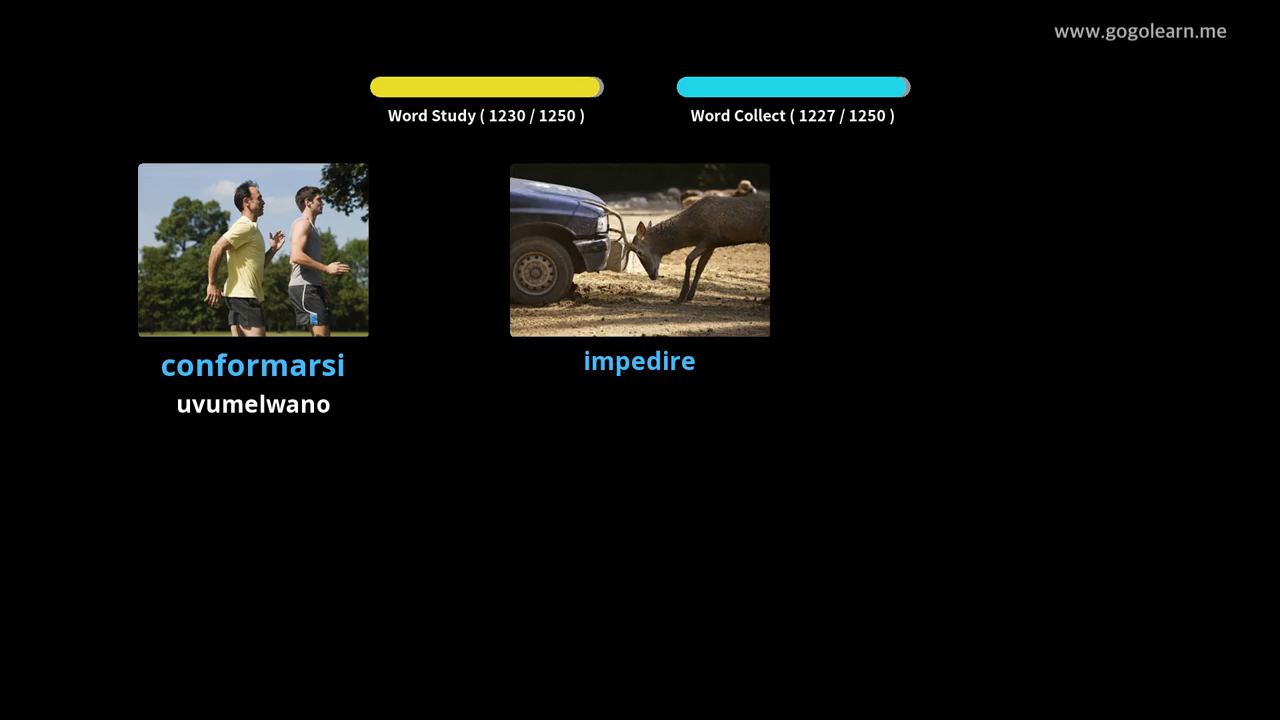 www.gogolearn.me
Word Study ( 1230 / 1250 )
Word Collect ( 1227 / 1250 )
conformarsi
uvumelwano
impedire